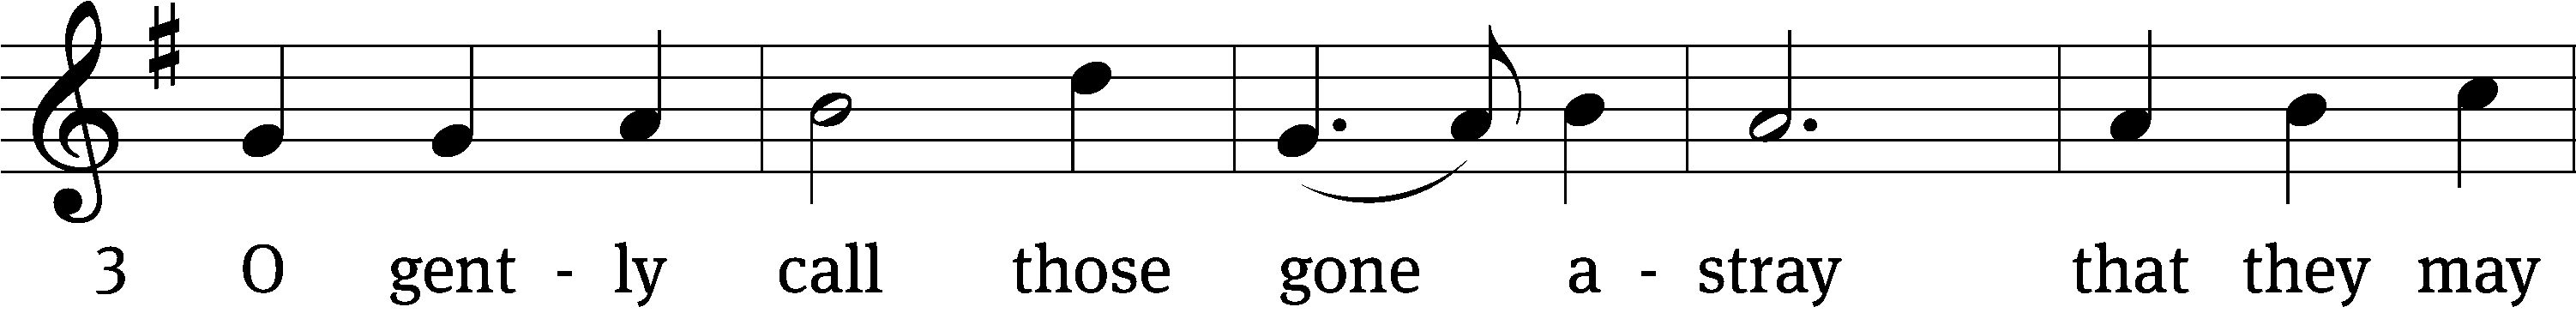 3 O gent - ly call those gone a - stray that they may